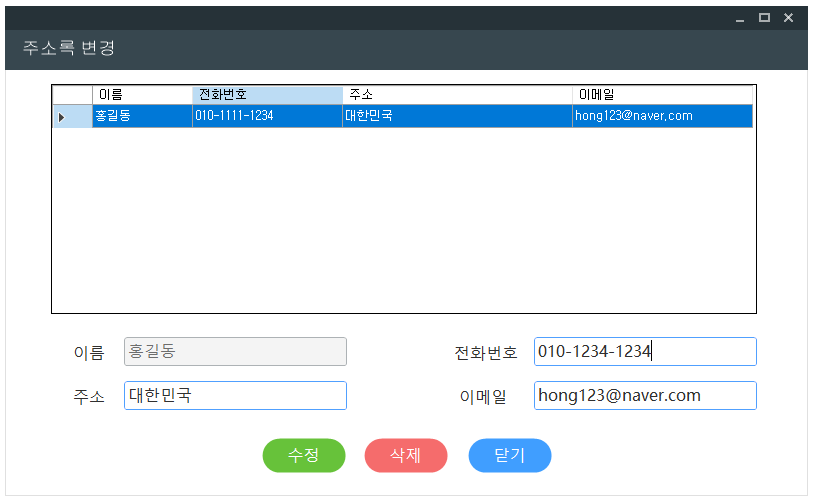 주소록 변경
이름 전화번호 주소 이메일
홍길동 010-1111-1234 대한민국 hong123@naver.com
이름 홍길동 전화번호 010-1234-1234
주소 대한민국 이메일 hong123@naver.com
수정 삭제 닫기